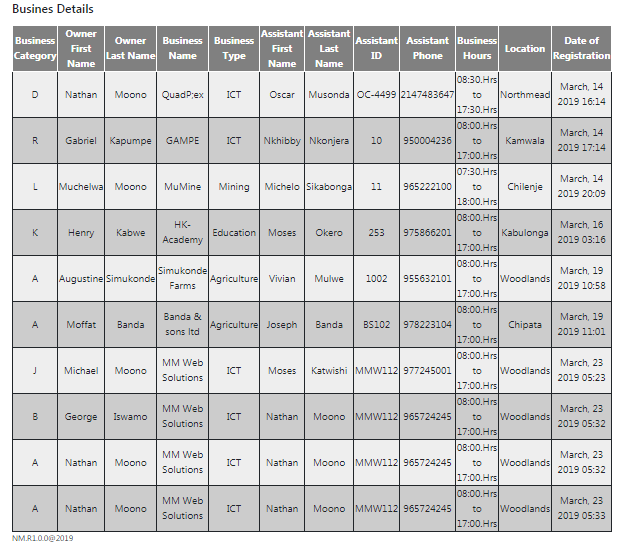 Busines Details
Business Category | Owner First Name | Owner Last Name | Business Name | Business Type | Assistant First Name | Assistant Last Name | Assistant ID | Assistant Phone | Business Hours | Location | Date of Registration
D | Nathan | Moono | QuadP;ex | ICT | Oscar | Musonda | OC-4499 | 2147483647 | 08:30.Hrs to 17:30.Hrs | Northmead | March, 14 2019 16:14
R | Gabriel | Kapumpe | GAMPE | ICT | Nkhibby | Nkonjera | 10 | 950004236 | 08:00.Hrs to 17:00.Hrs | Kamwala | March, 14 2019 17:14
L | Muchelwa | Moono | MuMine | Mining | Michelo | Sikabonga | 11 | 965222100 | 07:30.Hrs to 18:00.Hrs | Chilenje | March, 14 2019 20:09
K | Henry | Kabwe | HK-Academy | Education | Moses | Okero | 253 | 975866201 | 08:00.Hrs to 17:00.Hrs | Kabulonga | March, 16 2019 03:16
A | Augustine | Simukonde | Simukonde Farms | Agriculture | Vivian | Mulwe | 1002 | 955632101 | 08:00.Hrs to 17:00.Hrs | Woodlands | March, 19 2019 10:58
A | Moffat | Banda | Banda & sons ltd | Agriculture | Joseph | Banda | BS102 | 978223104 | 08:00.Hrs to 17:00.Hrs | Chipata | March, 19 2019 11:01
J | Michael | Moono | MM Web Solutions | ICT | Moses | Katwishi | MMW112 | 977245001 | 08:00.Hrs to 17:00.Hrs | Woodlands | March, 23 2019 05:23
B | George | Iswamo | MM Web Solutions | ICT | Nathan | Moono | MMW112 | 965724245 | 08:00.Hrs to 17:00.Hrs | Woodlands | March, 23 2019 05:32
A | Nathan | Moono | MM Web Solutions | ICT | Nathan | Moono | MMW112 | 965724245 | 08:00.Hrs to 17:00.Hrs | Woodlands | March, 23 2019 05:32
A | Nathan | Moono | MM Web Solutions | ICT | Nathan | Moono | MMW112 | 965724245 | 08:00.Hrs to 17:00.Hrs | Woodlands | March, 23 2019 05:33
NM.R1.0.0@2019